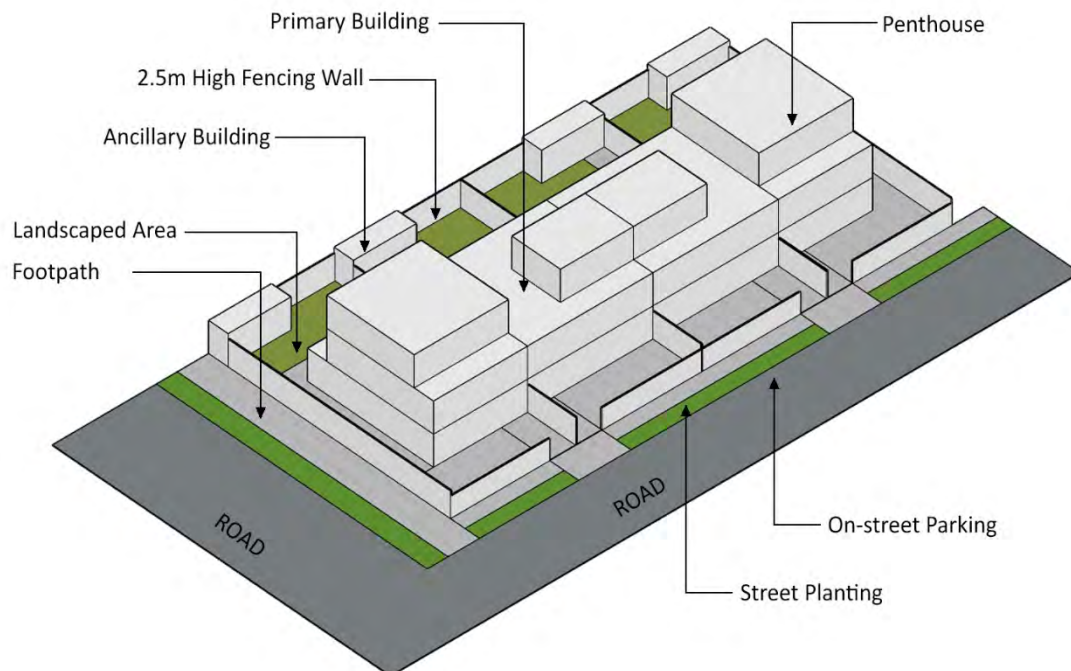 Primary Building
Penthouse
2.5m High Fencing Wall
Ancillary Building
Landscaped Area
Footpath
ROAD
ROAD
On-street Parking
Street Planting